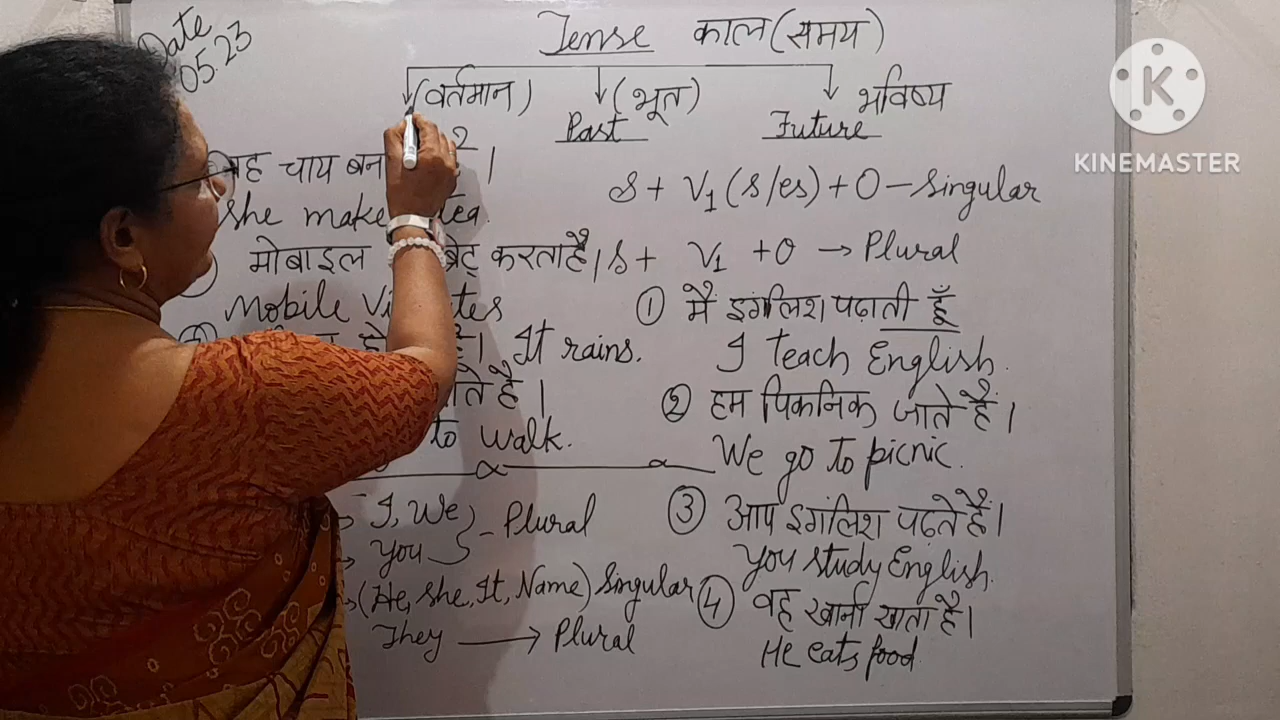 Date
05.23
Tense काल (समय)
(वर्तमान) (भूत) भविष्य
Past Future
चाय
She tea.
मोबाइल करता है।
Mobile
It rains.
to walk.
I, We
You - Plural
(He, She, It, Name) Singular
They → Plural
S + V1 (s/es) + O - Singular
S + V1 + O → Plural
① मै इंगलिश पढ़ाती हूँ
I teach English.
② हम पिकनिक जाते हैं।
We go to picnic.
③ आप इंगलिश पढ़ते हैं।
You study English.
④ वह खाना खाता है।
He eats food.
KINEMASTER